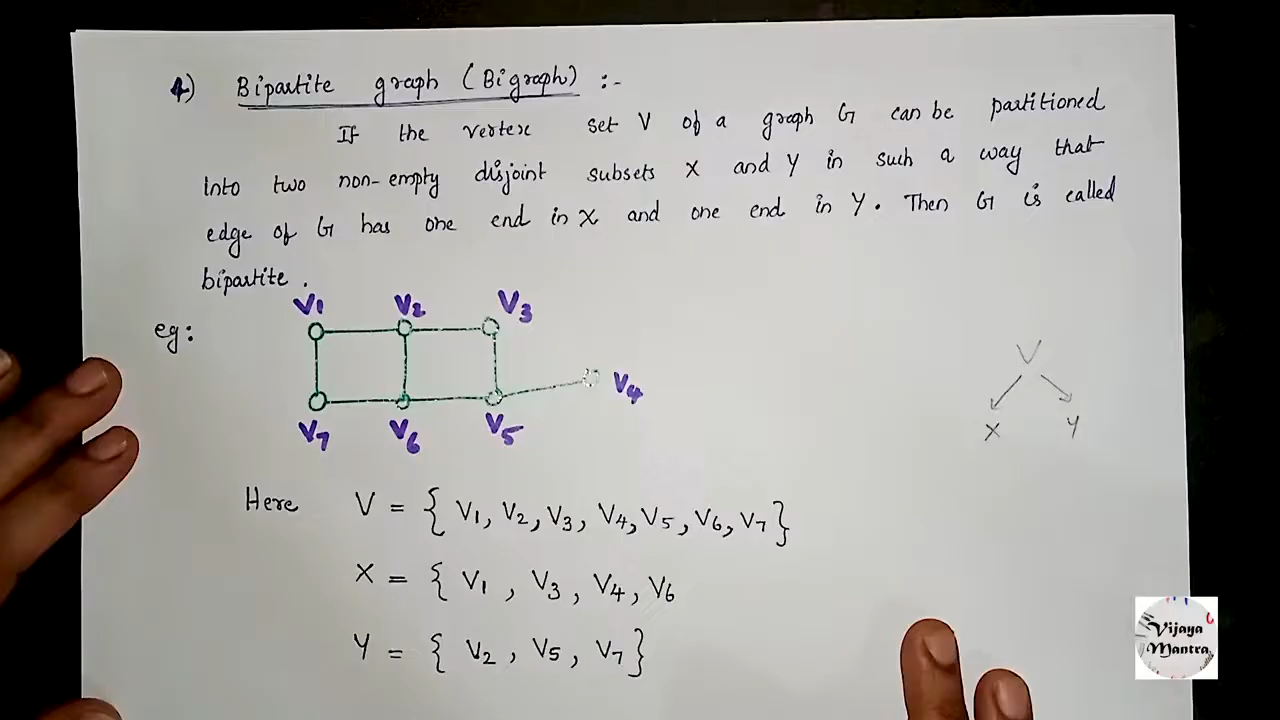 4) Bipartite graph (Bigraph) :-
If the vertex set V of a graph G can be partitioned
into two non-empty disjoint subsets X and Y in such a way that
edge of G has one end in X and one end in Y. Then G is called
bipartite.
eg:
V1 V2 V3
V4
V7 V6 V5
V
X Y
Here V = { V1, V2, V3, V4, V5, V6, V7 }
X = { V1, V3, V4, V6
Y = { V2, V5, V7 }
Vijaya
Mantra